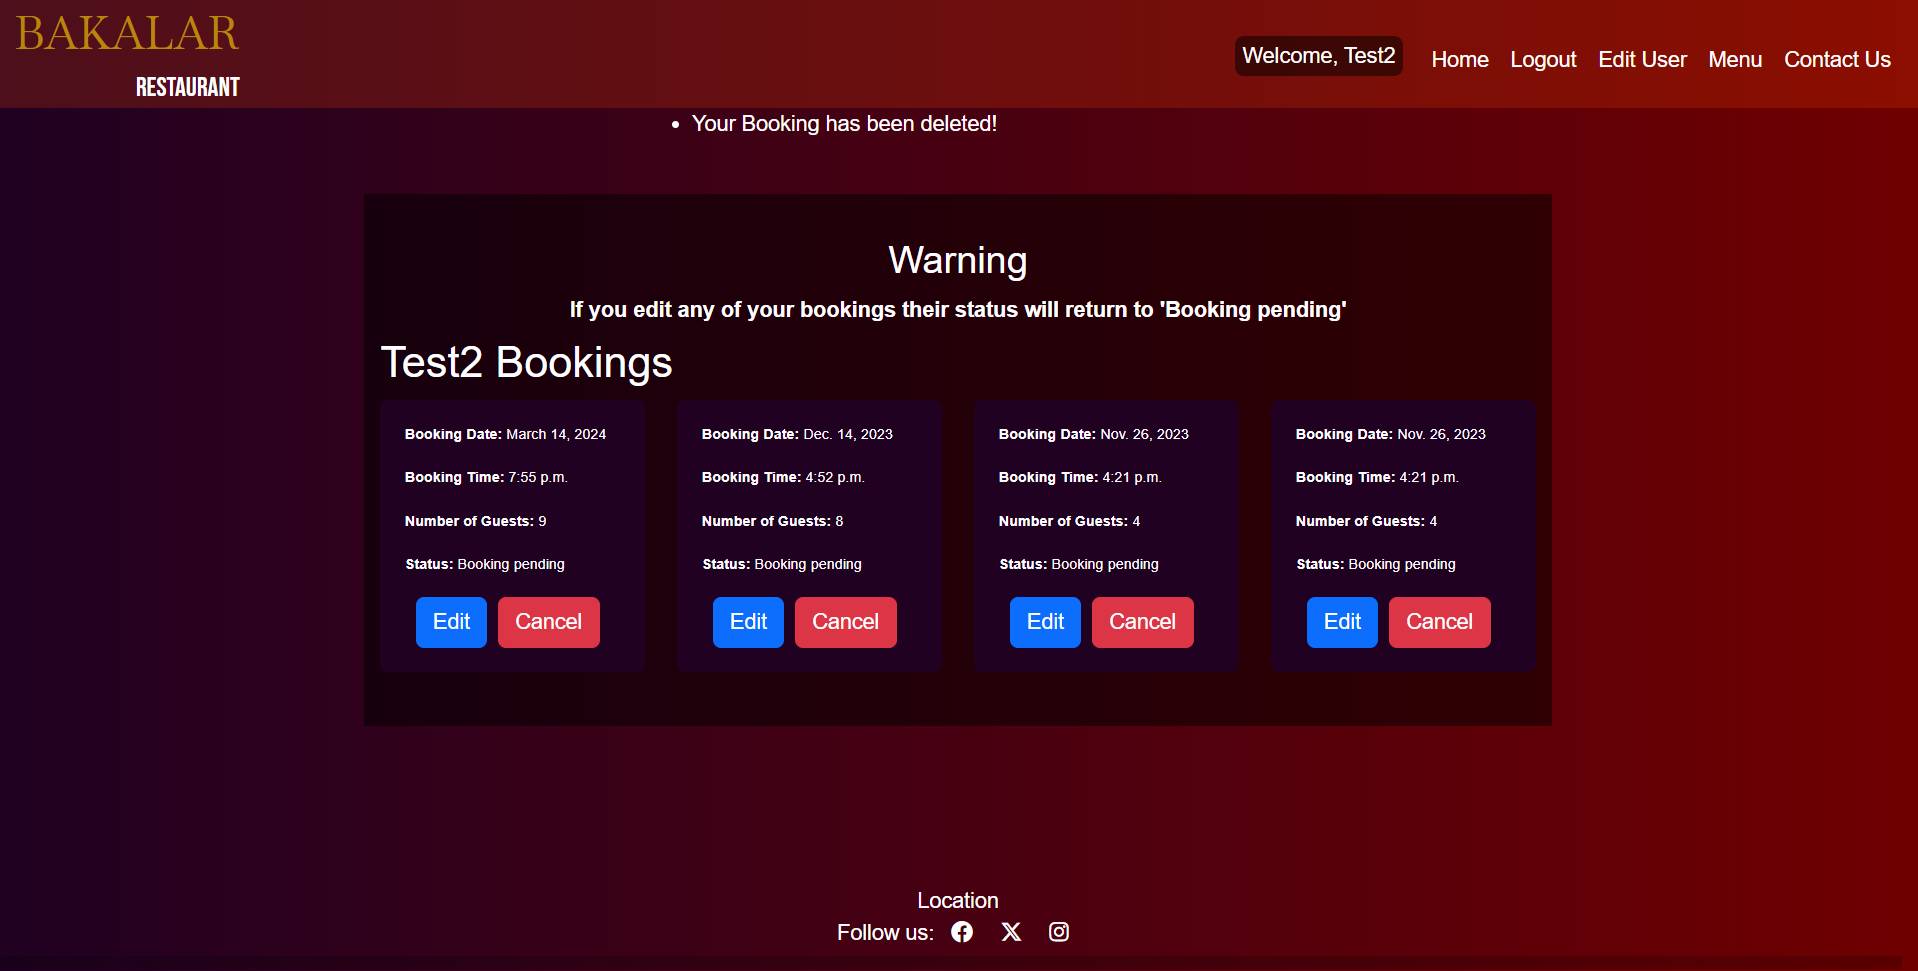 BAKALAR
RESTAURANT
Welcome, Test2 Home Logout Edit User Menu Contact Us
Your Booking has been deleted!
Warning
If you edit any of your bookings their status will return to 'Booking pending'
Test2 Bookings
Booking Date: March 14, 2024
Booking Time: 7:55 p.m.
Number of Guests: 9
Status: Booking pending
Edit Cancel
Booking Date: Dec. 14, 2023
Booking Time: 4:52 p.m.
Number of Guests: 8
Status: Booking pending
Edit Cancel
Booking Date: Nov. 26, 2023
Booking Time: 4:21 p.m.
Number of Guests: 4
Status: Booking pending
Edit Cancel
Booking Date: Nov. 26, 2023
Booking Time: 4:21 p.m.
Number of Guests: 4
Status: Booking pending
Edit Cancel
Location
Follow us: